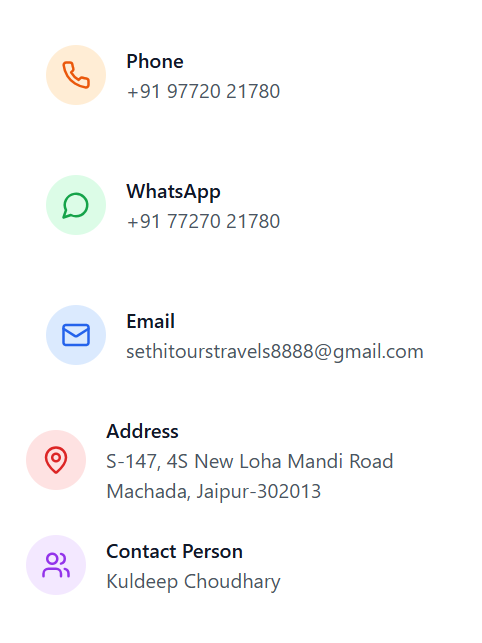 Phone
+91 97720 21780
WhatsApp
+91 77270 21780
Email
sethitourstravels8888@gmail.com
Address
S-147, 4S New Loha Mandi Road
Machada, Jaipur-302013
Contact Person
Kuldeep Choudhary